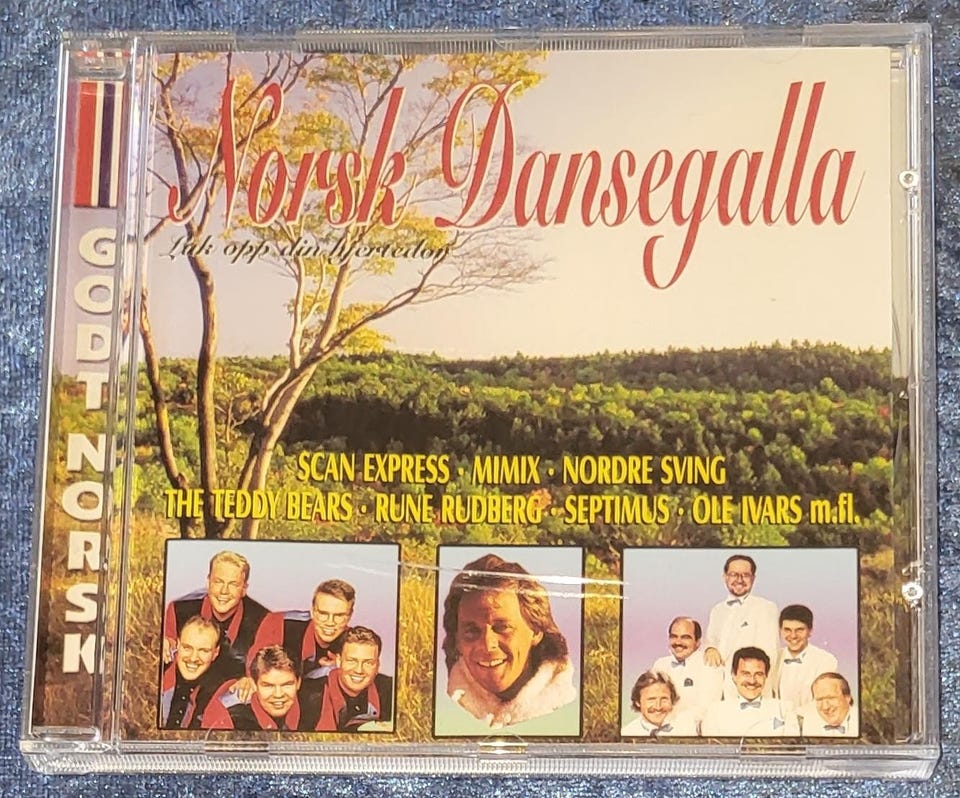 Norsk Dansegalla
Luk opp din hjertedør
GODT NORSK
SCAN EXPRESS · MIMIX · NORDRE SVING
THE TEDDY BEARS · RUNE RUDBERG · SEPTIMUS · OLE IVARS m.fl.